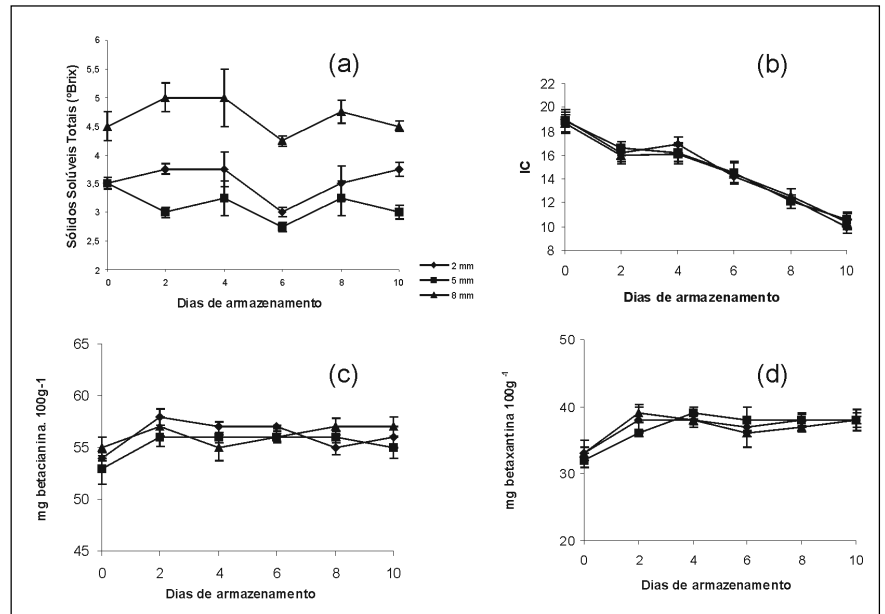 (a)
Sólidos Solúveis Totais (ºBrix)
6
5,5
5
4,5
4
3,5
3
2,5
2
0 2 4 6 8 10
Dias de armazenamento
2 mm
5 mm
8 mm
(b)
IC
22
20
18
16
14
12
10
8
0 2 4 6 8 10
Dias de armazenamento
(c)
mg betacianina. 100g-1
65
60
55
50
45
0 2 4 6 8 10
Dias de armazenamento
(d)
mg betaxantina 100g⁻¹
50
40
30
20
0 2 4 6 8 10
Dias de armazenamento